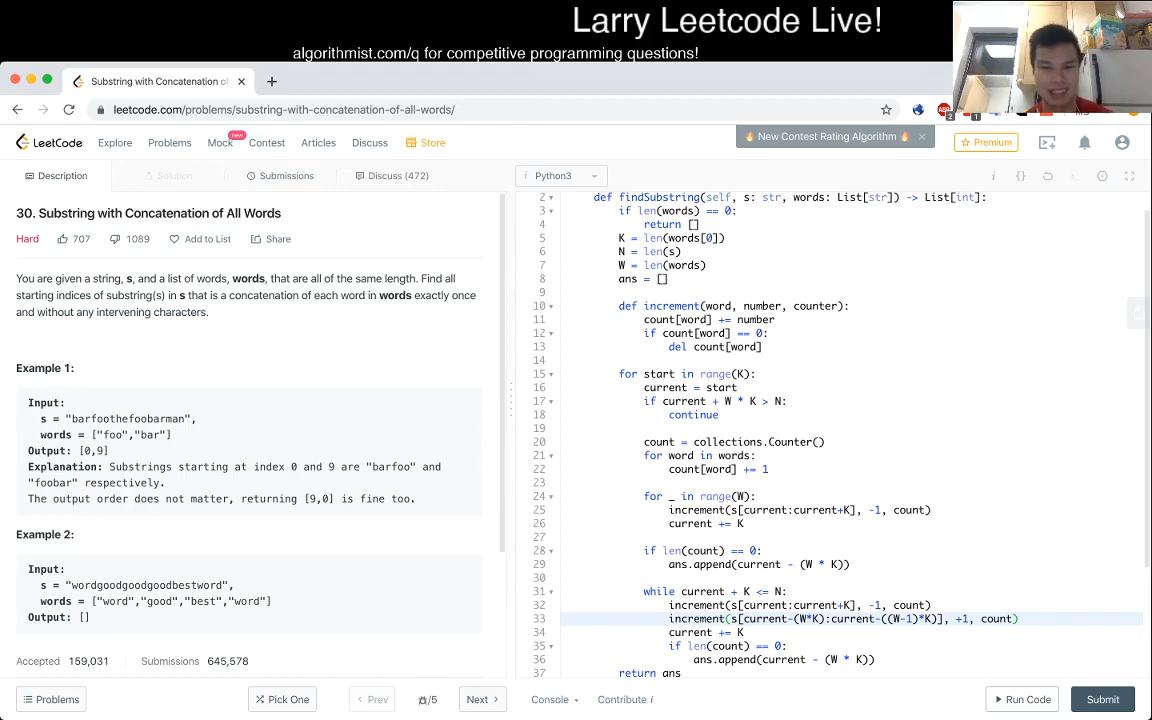 Larry Leetcode Live!
algorithmist.com/q for competitive programming questions!
Substring with Concatenation of
leetcode.com/problems/substring-with-concatenation-of-all-words/
LeetCode Explore Problems Mock new Contest Articles Discuss Store
🔥 New Contest Rating Algorithm 🔥 ×
Premium
Description Solution Submissions Discuss (472)
Python3
30. Substring with Concatenation of All Words
Hard 707 1089 Add to List Share
You are given a string, s, and a list of words, words, that are all of the same length. Find all
starting indices of substring(s) in s that is a concatenation of each word in words exactly once
and without any intervening characters.
Example 1:
Input:
s = "barfoothefoobarman",
words = ["foo","bar"]
Output: [0,9]
Explanation: Substrings starting at index 0 and 9 are "barfoo" and
"foobar" respectively.
The output order does not matter, returning [9,0] is fine too.
Example 2:
Input:
s = "wordgoodgoodgoodbestword",
words = ["word","good","best","word"]
Output: []
Accepted 159,031 Submissions 645,578
2 def findSubstring(self, s: str, words: List[str]) -> List[int]:
3 if len(words) == 0:
4 return []
5 K = len(words[0])
6 N = len(s)
7 W = len(words)
8 ans = []
9
10 def increment(word, number, counter):
11 count[word] += number
12 if count[word] == 0:
13 del count[word]
14
15 for start in range(K):
16 current = start
17 if current + W * K > N:
18 continue
19
20 count = collections.Counter()
21 for word in words:
22 count[word] += 1
23
24 for _ in range(W):
25 increment(s[current:current+K], -1, count)
26 current += K
27
28 if len(count) == 0:
29 ans.append(current - (W * K))
30
31 while current + K <= N:
32 increment(s[current:current+K], -1, count)
33 increment(s[current-(W*K):current-((W-1)*K)], +1, count)
34 current += K
35 if len(count) == 0:
36 ans.append(current - (W * K))
37 return ans
Problems Pick One Prev /5 Next Console Contribute i Run Code Submit